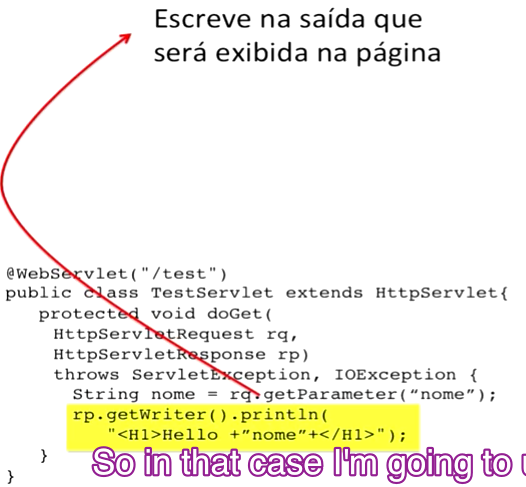 Escreve na saída que
será exibida na página
@WebServlet("/test")
public class TestServlet extends HttpServlet{
protected void doGet(
HttpServletRequest rq,
HttpServletResponse rp)
throws ServletException, IOException {
String nome = rq.getParameter(“nome”);
rp.getWriter().println(
"<H1>Hello +”nome”+</H1>");
}
}
So in that case I'm going to